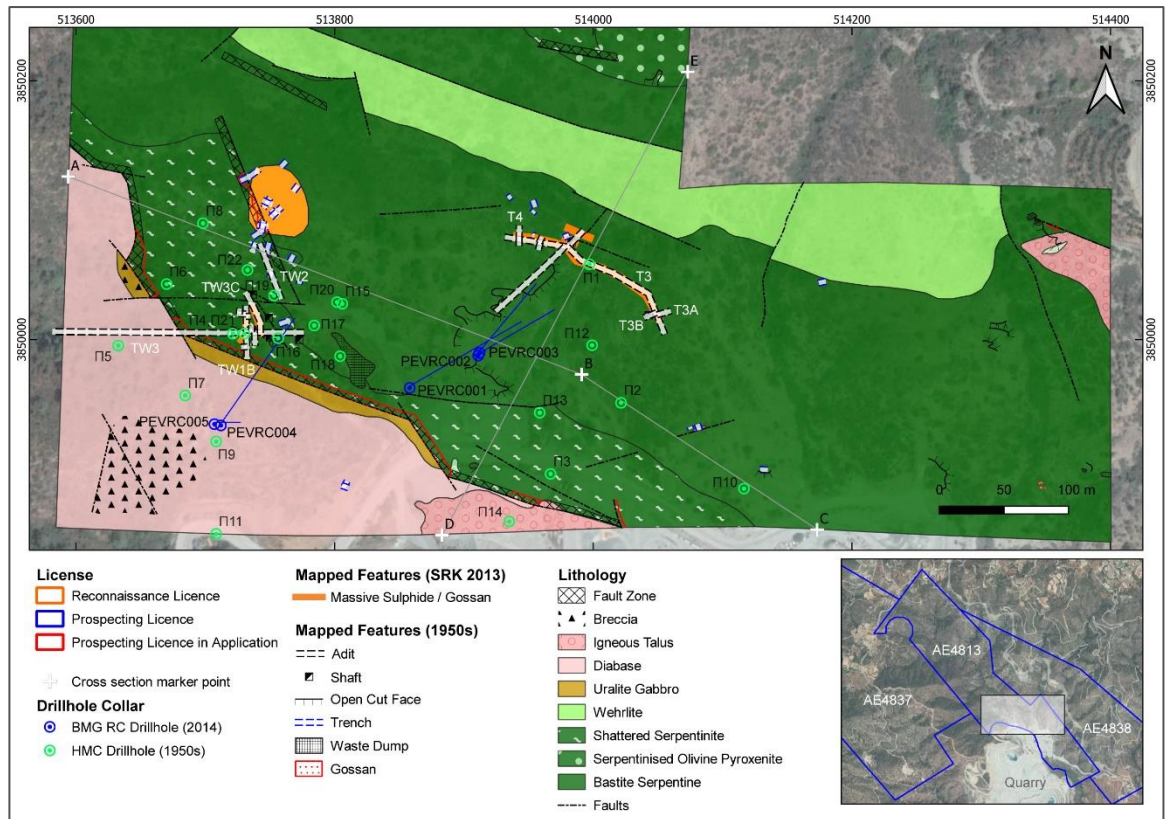 513600 513800 514000 514200 514400
3850200
3850200
N
E
A
T4
Π8
Π22
TW2
Π1
T3
Π6
TW3C
Π19
Π20
Π15
T3A
T3B
Π4
Π21
Π17
3850000
3850000
Π12
TW3
Π5
Π16
Π18
PEVRC002
PEVRC003
TW1B
B
Π7
PEVRC001
Π2
Π13
PEVRC005
PEVRC004
Π9
Π3
Π10
0 50 100 m
Π11
Π14
D
C
License
Reconnaissance Licence
Prospecting Licence
Prospecting Licence in Application
Cross section marker point
Drillhole Collar
BMG RC Drillhole (2014)
HMC Drillhole (1950s)
Mapped Features (SRK 2013)
Massive Sulphide / Gossan
Mapped Features (1950s)
Adit
Shaft
Open Cut Face
Trench
Waste Dump
Gossan
Lithology
Fault Zone
Breccia
Igneous Talus
Diabase
Uralite Gabbro
Wehrlite
Shattered Serpentinite
Serpentinised Olivine Pyroxenite
Bastite Serpentine
Faults
AE4813
AE4837
AE4838
Quarry